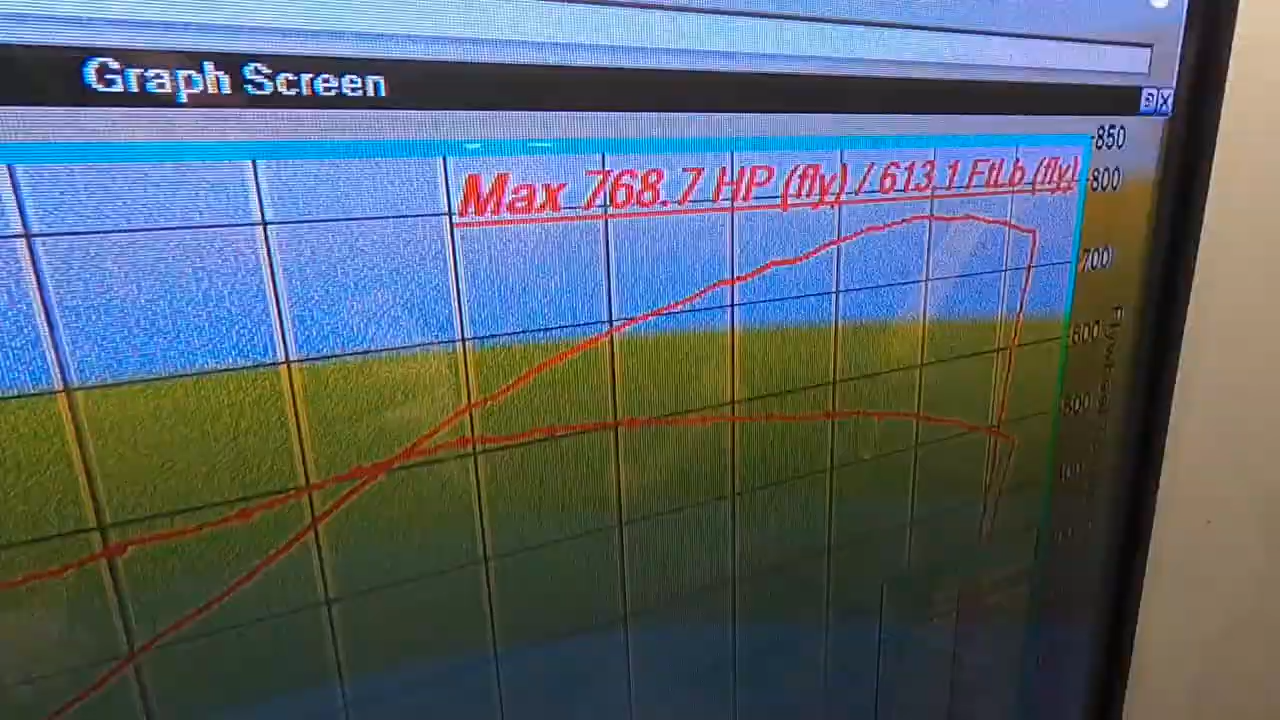 Graph Screen
Max 768.7 HP (fly) / 613.1 FtLb (fly)
850
800
700
600
500